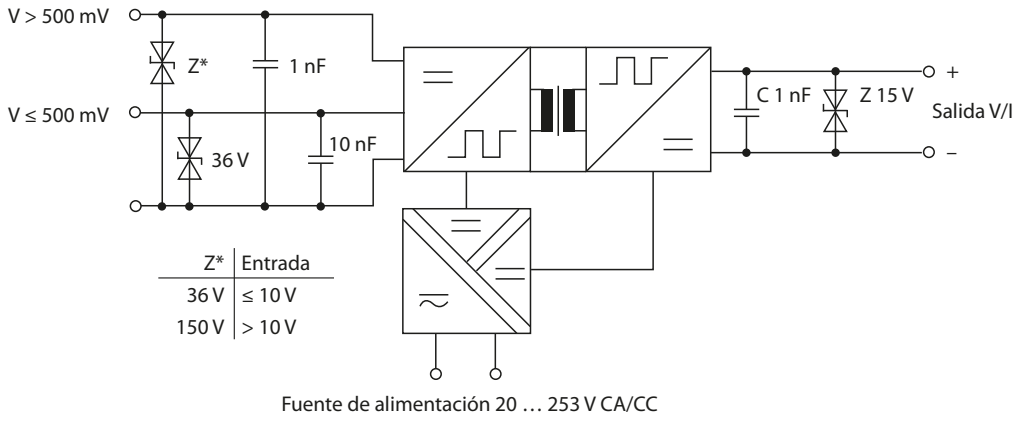 V > 500 mV
Z*
1 nF
C 1 nF
Z 15 V
+
Salida V/I
–
V ≤ 500 mV
36 V
10 nF
Z* Entrada
36 V ≤ 10 V
150 V > 10 V
Fuente de alimentación 20 … 253 V CA/CC